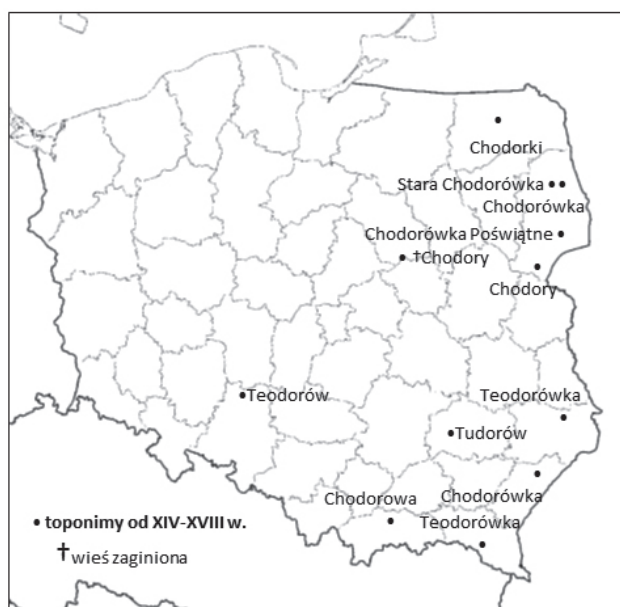 Chodorki
Stara Chodorówka
Chodorówka
Chodorówka Poświątne
†Chodory
Chodory
Teodorów
Teodorówka
Tudorów
Chodorowa
Chodorówka
Teodorówka
• toponimy od XIV-XVIII w.
† wieś zaginiona